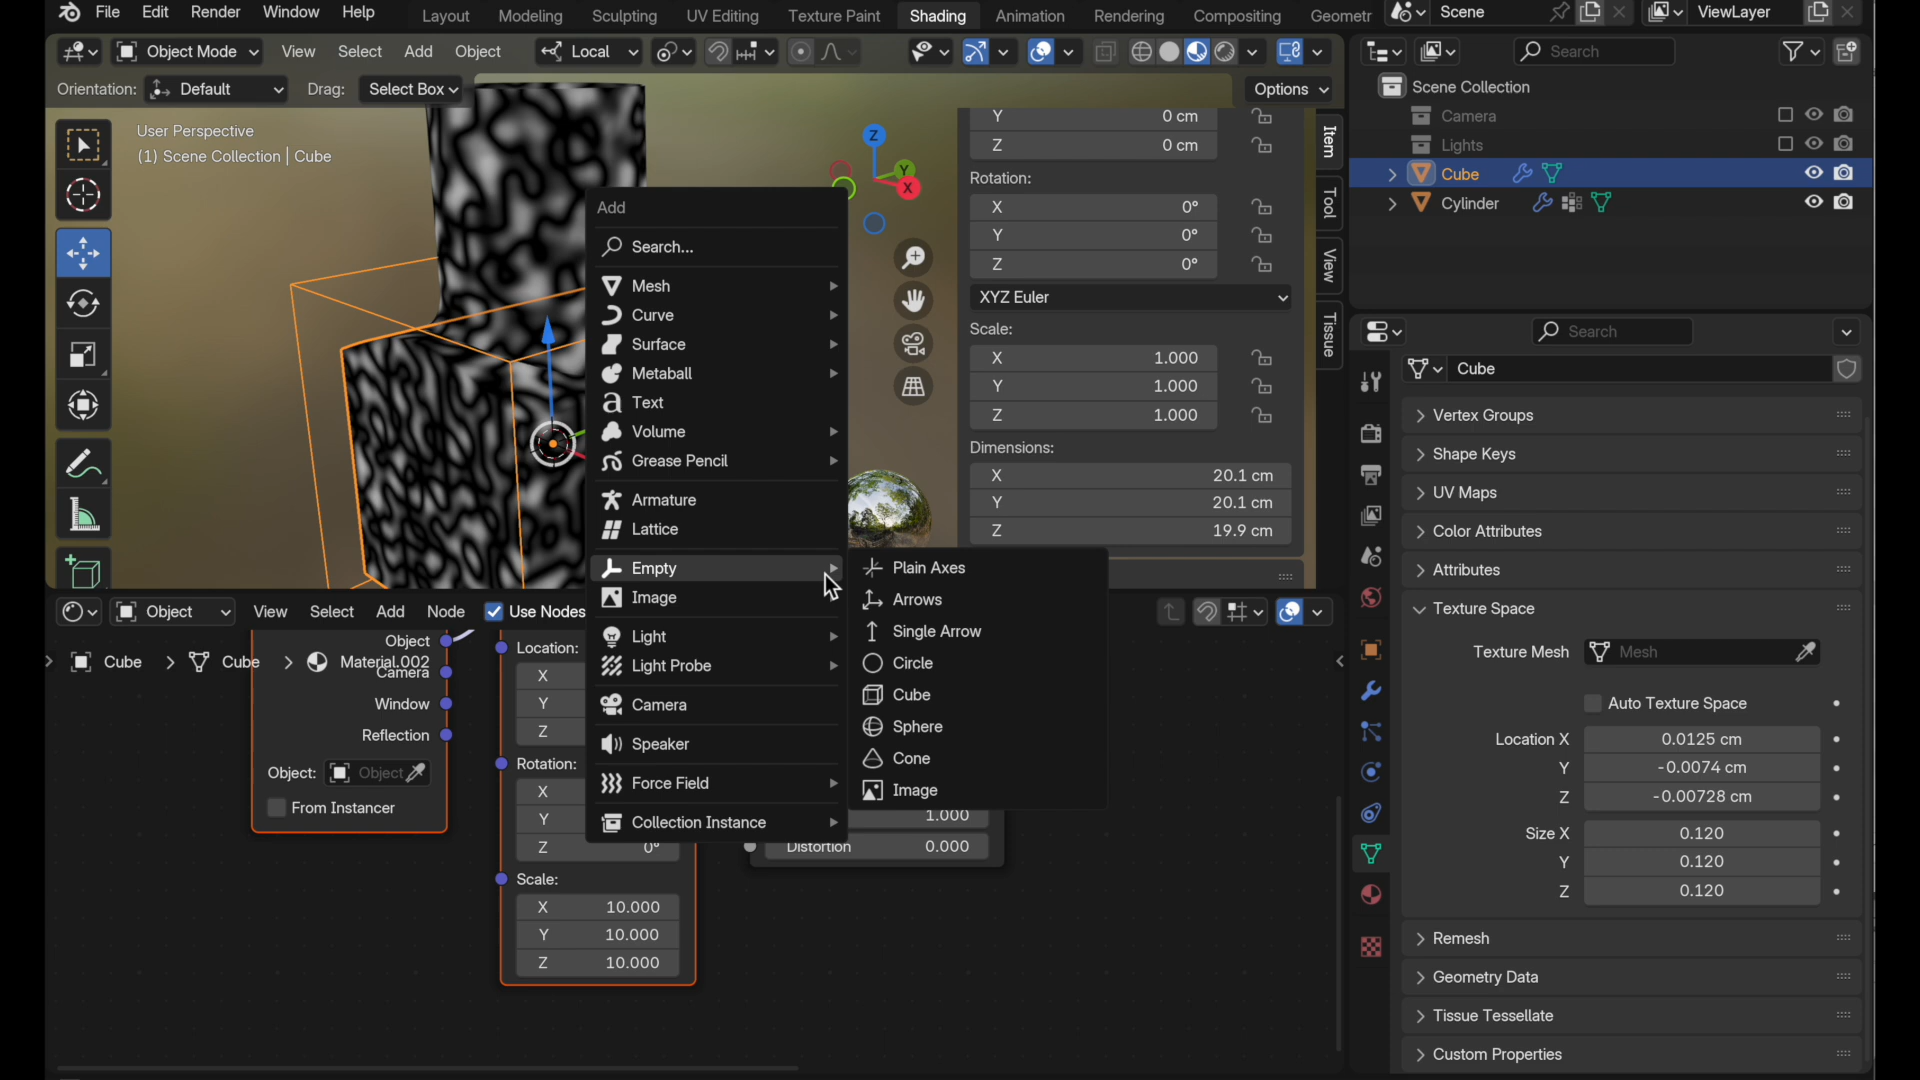 File Edit Render Window Help Layout Modeling Sculpting UV Editing Texture Paint Shading Animation Rendering Compositing Geometr Scene ViewLayer
Object Mode View Select Add Object Local Search
Orientation: Default Drag: Select Box Options
User Perspective
(1) Scene Collection | Cube
Scene Collection
Camera
Lights
Cube
Cylinder
Item
Tool
View
Tissue
Y 0 cm
Z 0 cm
Rotation:
X 0°
Y 0°
Z 0°
XYZ Euler
Scale:
X 1.000
Y 1.000
Z 1.000
Dimensions:
X 20.1 cm
Y 20.1 cm
Z 19.9 cm
Z
Y
X
Add
Search...
Mesh
Curve
Surface
Metaball
Text
Volume
Grease Pencil
Armature
Lattice
Empty
Image
Light
Light Probe
Camera
Speaker
Force Field
Collection Instance
Plain Axes
Arrows
Single Arrow
Circle
Cube
Sphere
Cone
Image
Object View Select Add Node Use Nodes
Cube Cube Material.002
Object
Camera
Window
Reflection
Object: Object
From Instancer
Location:
X
Y
Z
Rotation:
X
Y
Z 0°
Scale:
X 10.000
Y 10.000
Z 10.000
1.000
Distortion 0.000
Search
Cube
Vertex Groups
Shape Keys
UV Maps
Color Attributes
Attributes
Texture Space
Texture Mesh Mesh
Auto Texture Space
Location X 0.0125 cm
Y -0.0074 cm
Z -0.00728 cm
Size X 0.120
Y 0.120
Z 0.120
Remesh
Geometry Data
Tissue Tessellate
Custom Properties